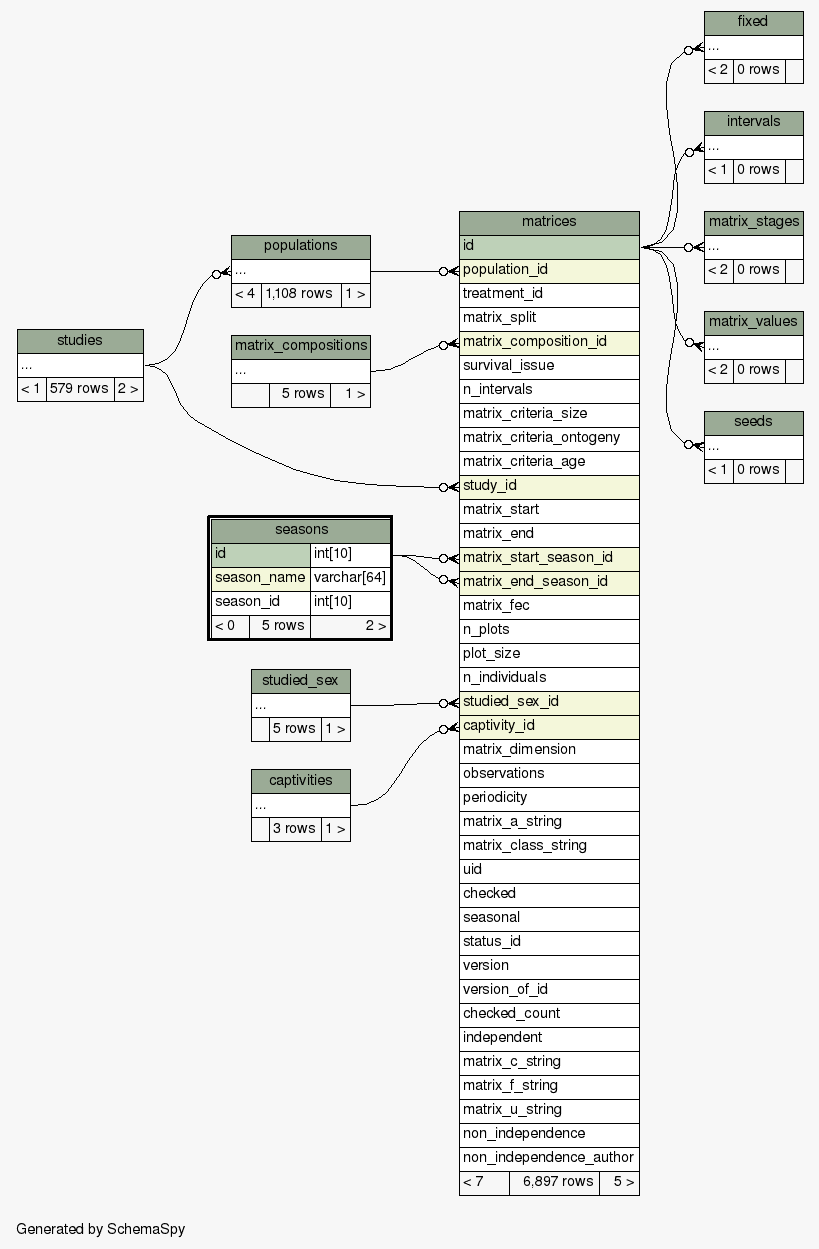 fixed
...
< 2 0 rows
intervals
...
< 1 0 rows
matrix_stages
...
< 2 0 rows
matrix_values
...
< 2 0 rows
seeds
...
< 1 0 rows
populations
...
< 4 1,108 rows 1 >
studies
...
< 1 579 rows 2 >
matrix_compositions
...
5 rows 1 >
seasons
id int[10]
season_name varchar[64]
season_id int[10]
< 0 5 rows 2 >
studied_sex
...
5 rows 1 >
captivities
...
3 rows 1 >
matrices
id
population_id
treatment_id
matrix_split
matrix_composition_id
survival_issue
n_intervals
matrix_criteria_size
matrix_criteria_ontogeny
matrix_criteria_age
study_id
matrix_start
matrix_end
matrix_start_season_id
matrix_end_season_id
matrix_fec
n_plots
plot_size
n_individuals
studied_sex_id
captivity_id
matrix_dimension
observations
periodicity
matrix_a_string
matrix_class_string
uid
checked
seasonal
status_id
version
version_of_id
checked_count
independent
matrix_c_string
matrix_f_string
matrix_u_string
non_independence
non_independence_author
< 7 6,897 rows 5 >
Generated by SchemaSpy